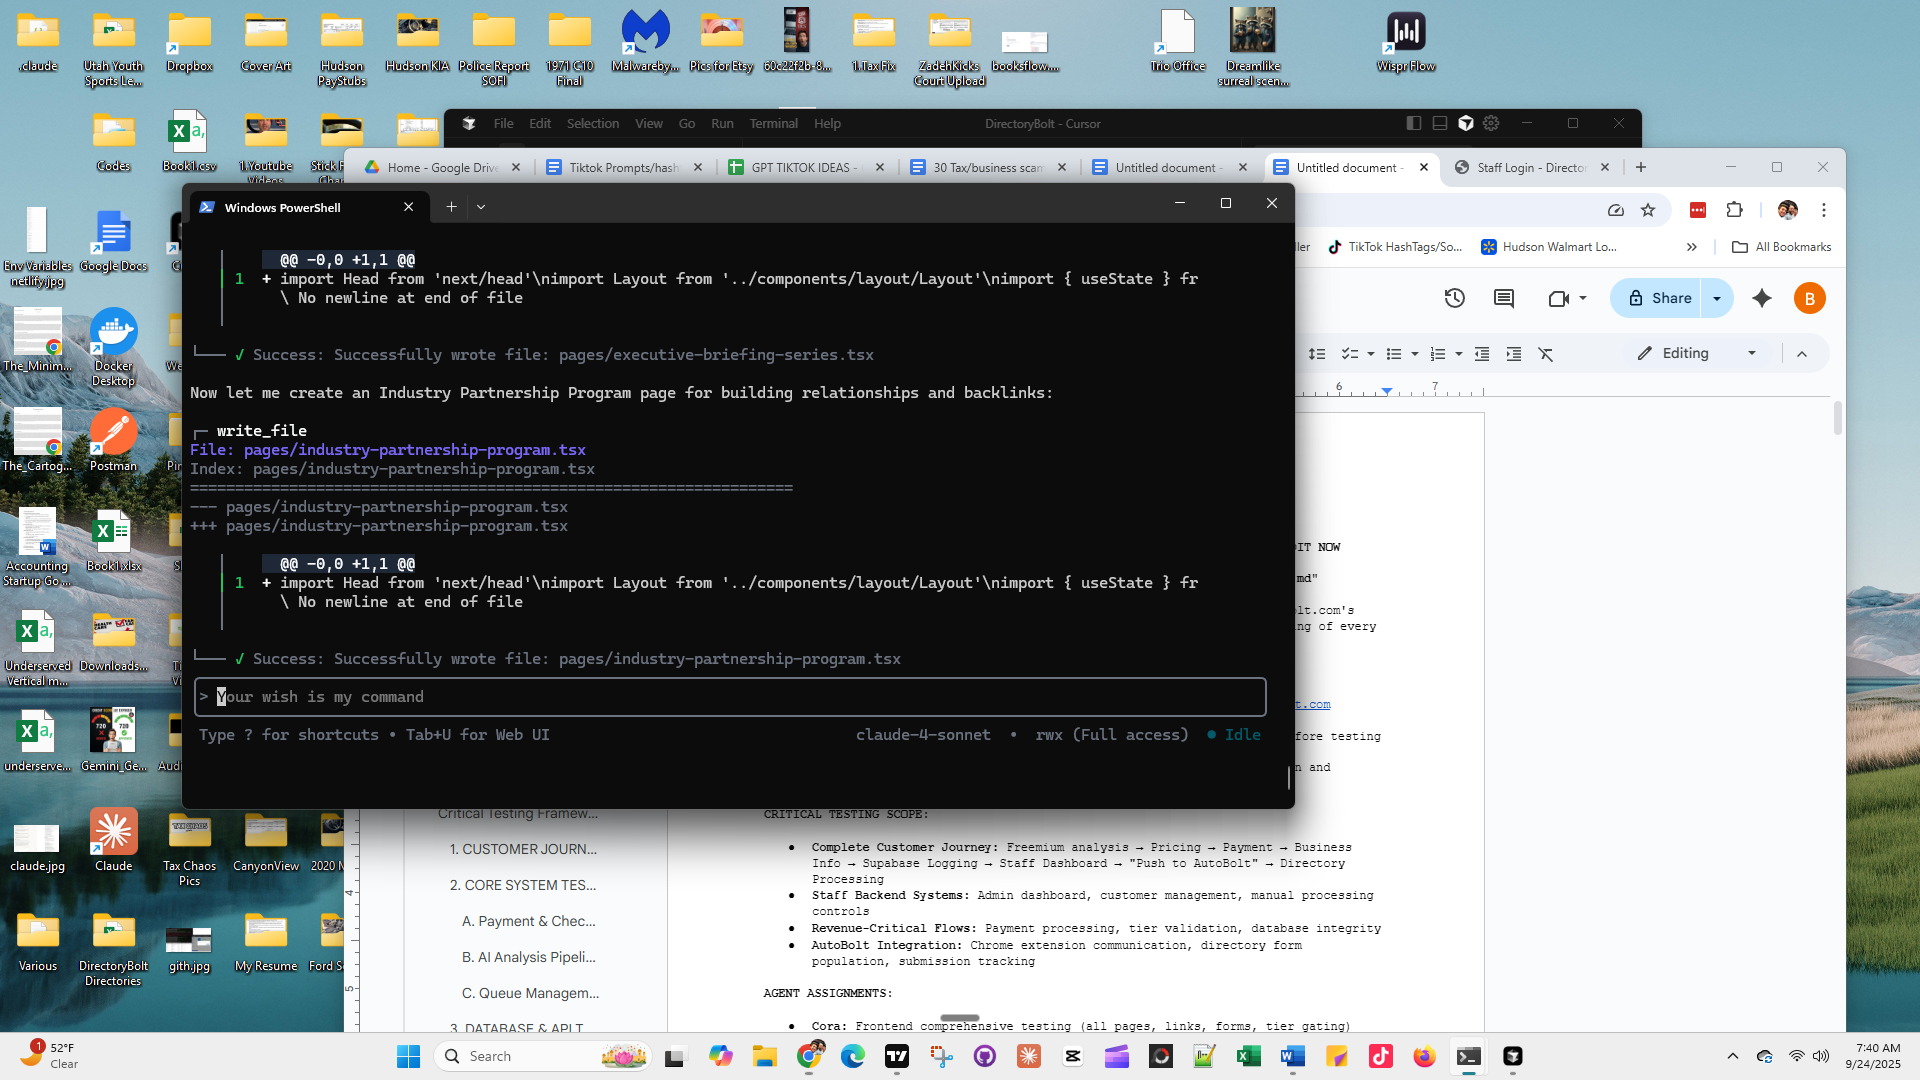 .claude
Utah Youth Sports Le...
Dropbox
Cover Art
Hudson PayStubs
Hudson KIA
Police Report SOFI
1971 C10 Final
Malwareby...
Pics for Etsy
60c22f2b-8...
1.Tax Fix
ZadehKicks Court Upload
booksflow....
Trio Office
Dreamlike surreal scen...
Wispr Flow
Codes
Book1.csv
1.Youtube Videos
File Edit Selection View Go Run Terminal Help
DirectoryBolt - Cursor
Home - Google Drive
Tiktok Prompts/hash
GPT TIKTOK IDEAS -
30 Tax/business scam
Untitled document -
Untitled document -
Staff Login - Director
Windows PowerShell
TikTok HashTags/So...
Hudson Walmart Lo...
All Bookmarks
Share
B
Editing
6
7
@@ -0,0 +1,1 @@
1 + import Head from 'next/head'\nimport Layout from '../components/layout/Layout'\nimport { useState } fr
\ No newline at end of file
✓ Success: Successfully wrote file: pages/executive-briefing-series.tsx
Now let me create an Industry Partnership Program page for building relationships and backlinks:
write_file
File: pages/industry-partnership-program.tsx
Index: pages/industry-partnership-program.tsx
===================================================================
--- pages/industry-partnership-program.tsx
+++ pages/industry-partnership-program.tsx
@@ -0,0 +1,1 @@
1 + import Head from 'next/head'\nimport Layout from '../components/layout/Layout'\nimport { useState } fr
\ No newline at end of file
✓ Success: Successfully wrote file: pages/industry-partnership-program.tsx
> Your wish is my command
Type ? for shortcuts • Tab+U for Web UI
claude-4-sonnet • rwx (Full access) ● Idle
Env Variables netlify.jpg
Google Docs
The_Minim...
Docker Desktop
The_Cartog...
Postman
Accounting Startup Go...
Book1.xlsx
Underserved Vertical m...
Downloads...
underserve...
Gemini_Ge...
claude.jpg
Claude
Tax Chaos Pics
CanyonView
Various
DirectoryBolt Directories
gith.jpg
My Resume
NOW
md"
lt.com's
ng of every
t.com
fore testing
n and
Critical Testing Framew...
1. CUSTOMER JOURN...
2. CORE SYSTEM TES...
A. Payment & Chec...
B. AI Analysis Pipeli...
C. Queue Managem...
3. DATABASE & API T
CRITICAL TESTING SCOPE:
● Complete Customer Journey: Freemium analysis → Pricing → Payment → Business
Info → Supabase Logging → Staff Dashboard → "Push to AutoBolt" → Directory
Processing
● Staff Backend Systems: Admin dashboard, customer management, manual processing
controls
● Revenue-Critical Flows: Payment processing, tier validation, database integrity
● AutoBolt Integration: Chrome extension communication, directory form
population, submission tracking
AGENT ASSIGNMENTS:
● Cora: Frontend comprehensive testing (all pages, links, forms, tier gating)
4
5
1
52°F
Clear
Search
7:40 AM
9/24/2025